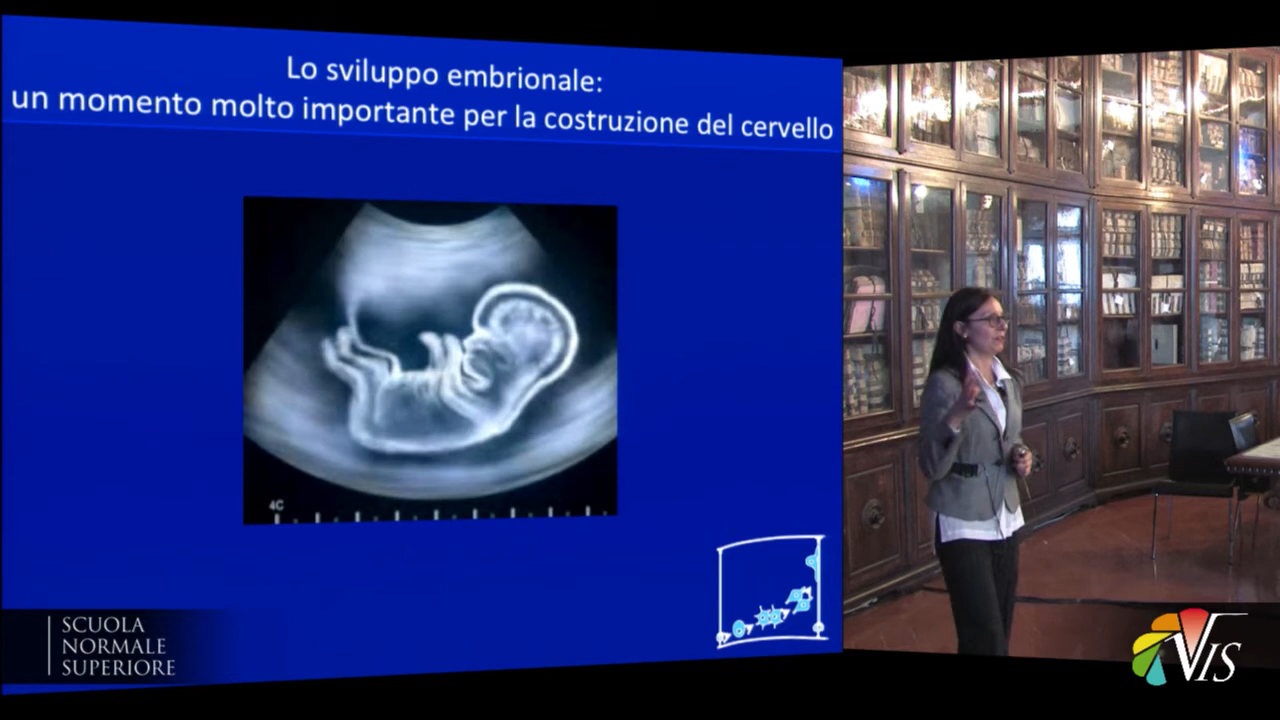 Lo sviluppo embrionale:
un momento molto importante per la costruzione del cervello
4C
SCUOLA
NORMALE
SUPERIORE
VIS